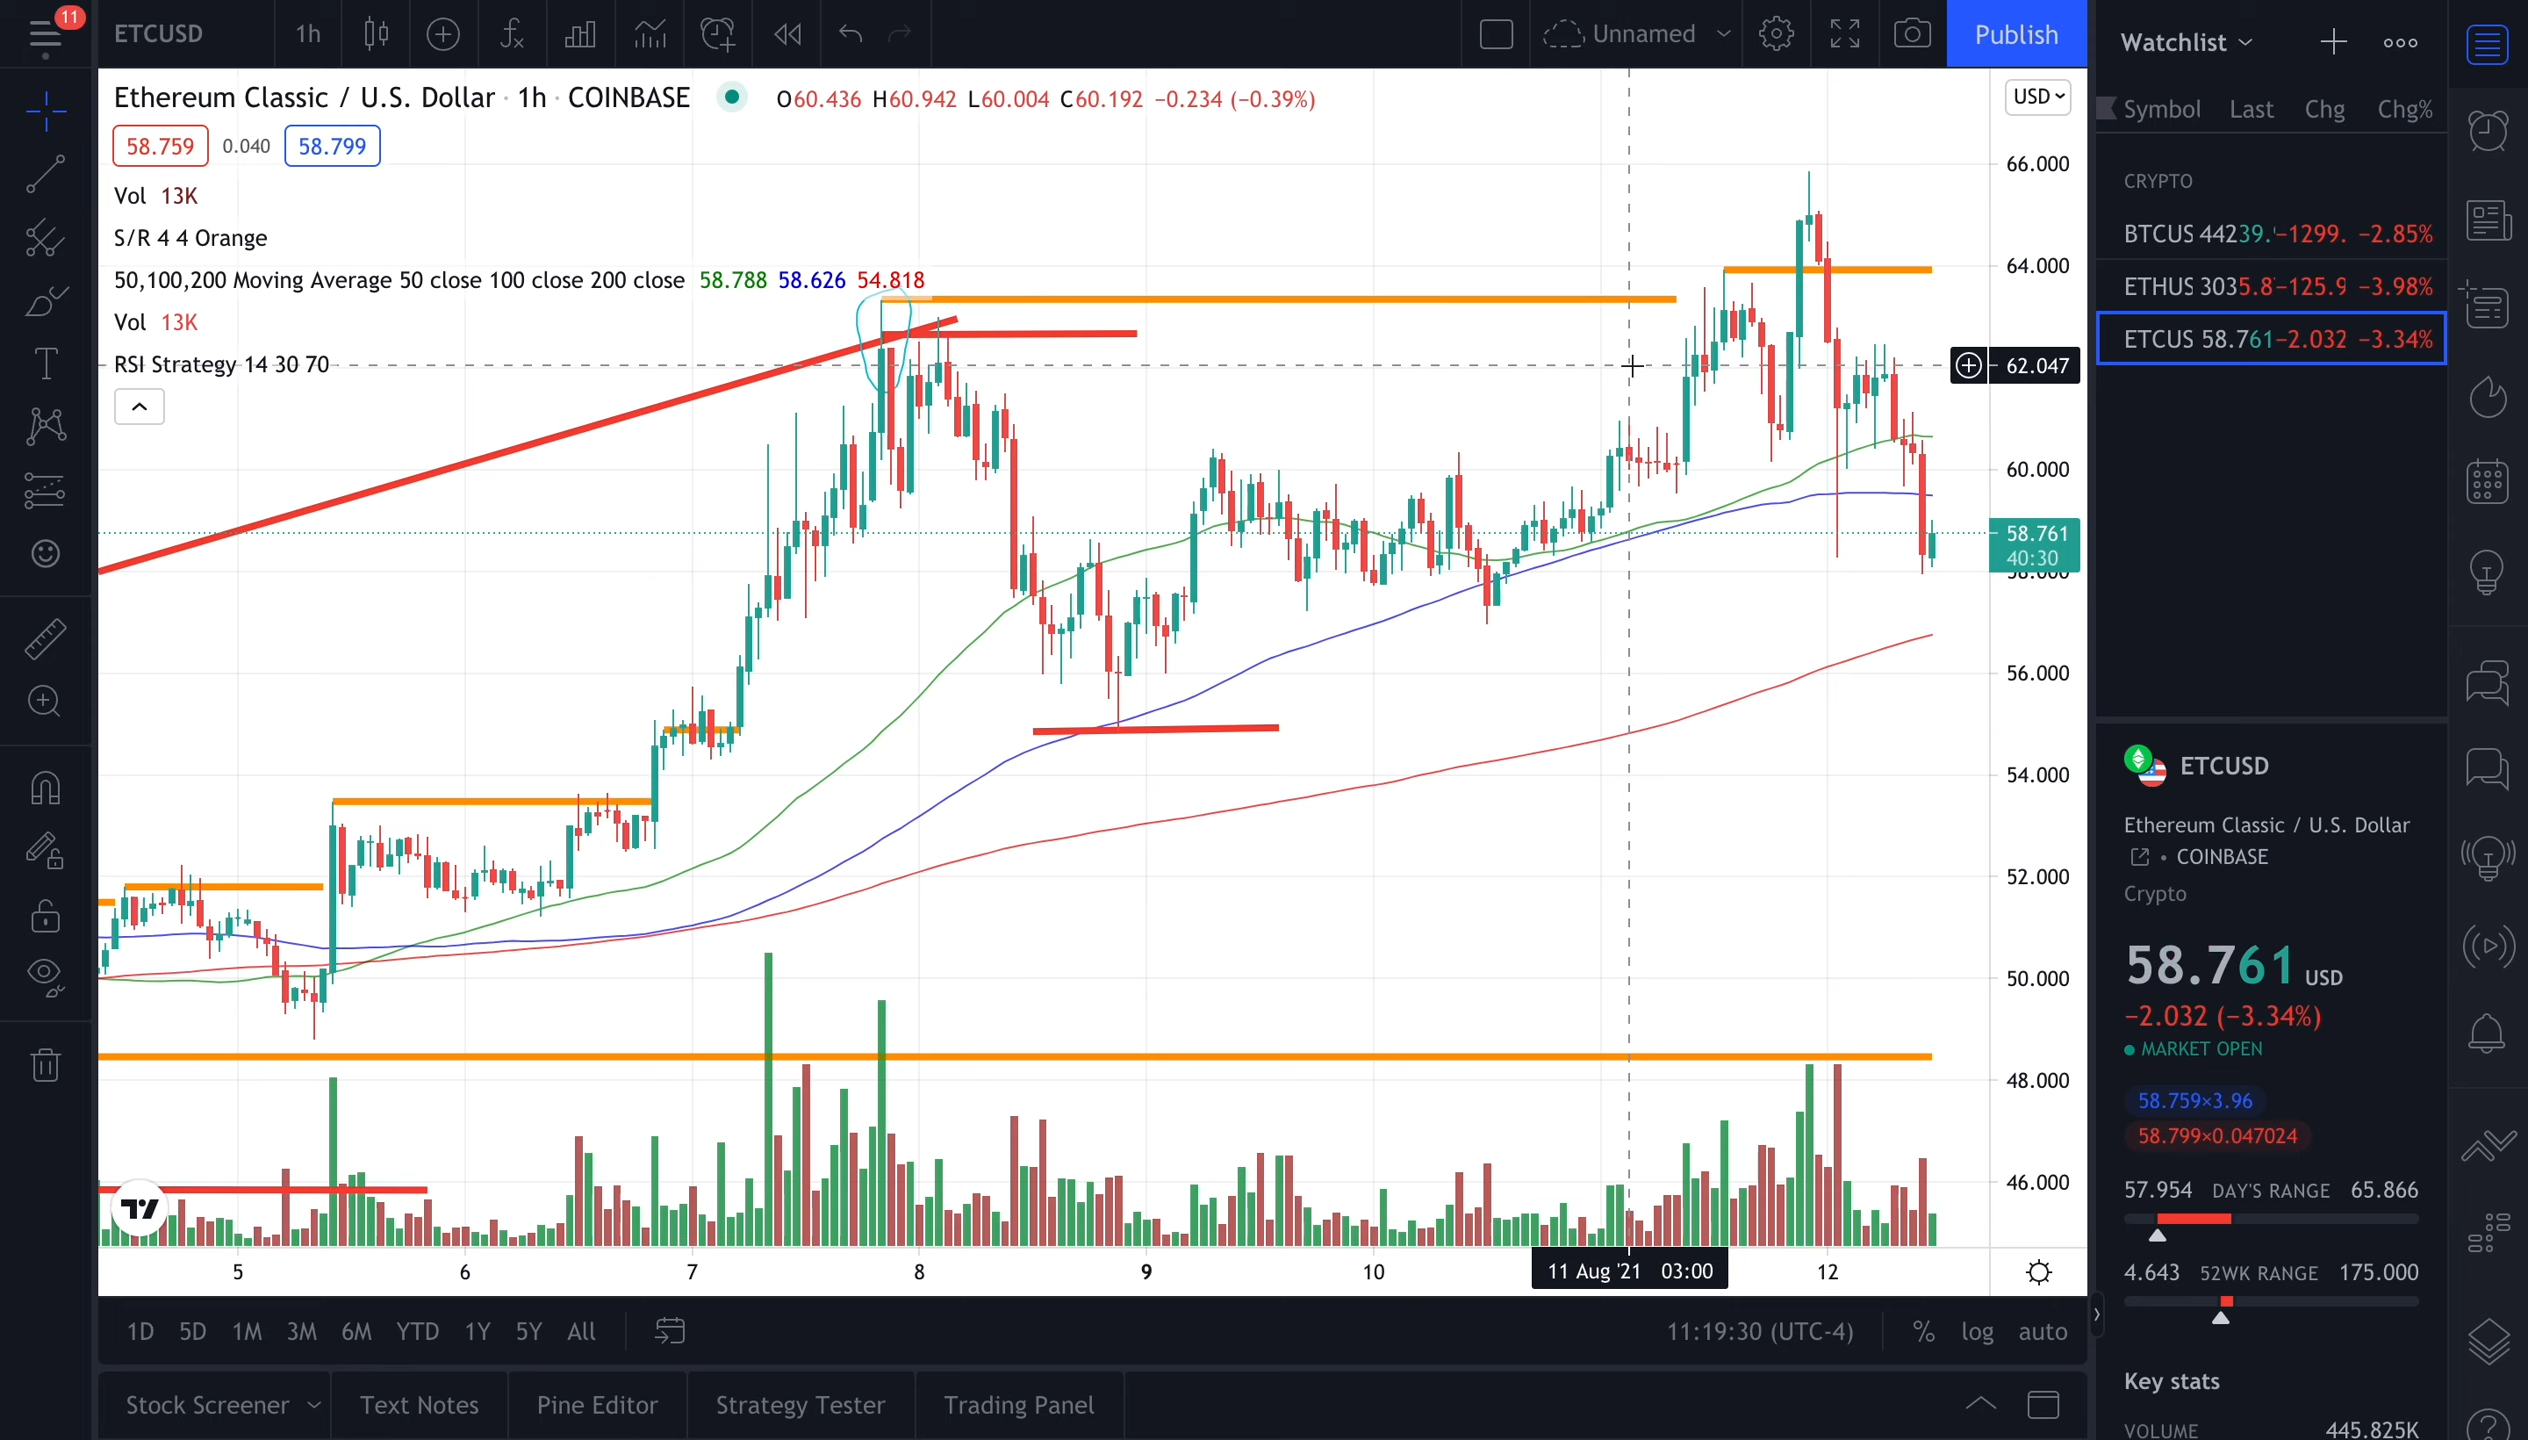 11
ETCUSD
1h
Unnamed
Publish
Watchlist
Ethereum Classic / U.S. Dollar · 1h · COINBASE
O60.436 H60.942 L60.004 C60.192 −0.234 (−0.39%)
USD
58.759 0.040 58.799
Vol 13K
S/R 4 4 Orange
50,100,200 Moving Average 50 close 100 close 200 close 58.788 58.626 54.818
Vol 13K
RSI Strategy 14 30 70
66.000
64.000
62.047
60.000
58.761
40:30
56.000
54.000
52.000
50.000
48.000
46.000
5 6 7 8 9 10 11 Aug '21 03:00 12
1D 5D 1M 3M 6M YTD 1Y 5Y All
11:19:30 (UTC-4) % log auto
Stock Screener Text Notes Pine Editor Strategy Tester Trading Panel
Symbol Last Chg Chg%
CRYPTO
BTCUS 44239. −1299. −2.85%
ETHUS 3035.8 −125.9 −3.98%
ETCUS 58.761 −2.032 −3.34%
ETCUSD
Ethereum Classic / U.S. Dollar
• COINBASE
Crypto
58.761 USD
−2.032 (−3.34%)
MARKET OPEN
58.759×3.96
58.799×0.047024
57.954 DAY'S RANGE 65.866
4.643 52WK RANGE 175.000
Key stats
VOLUME 445.825K